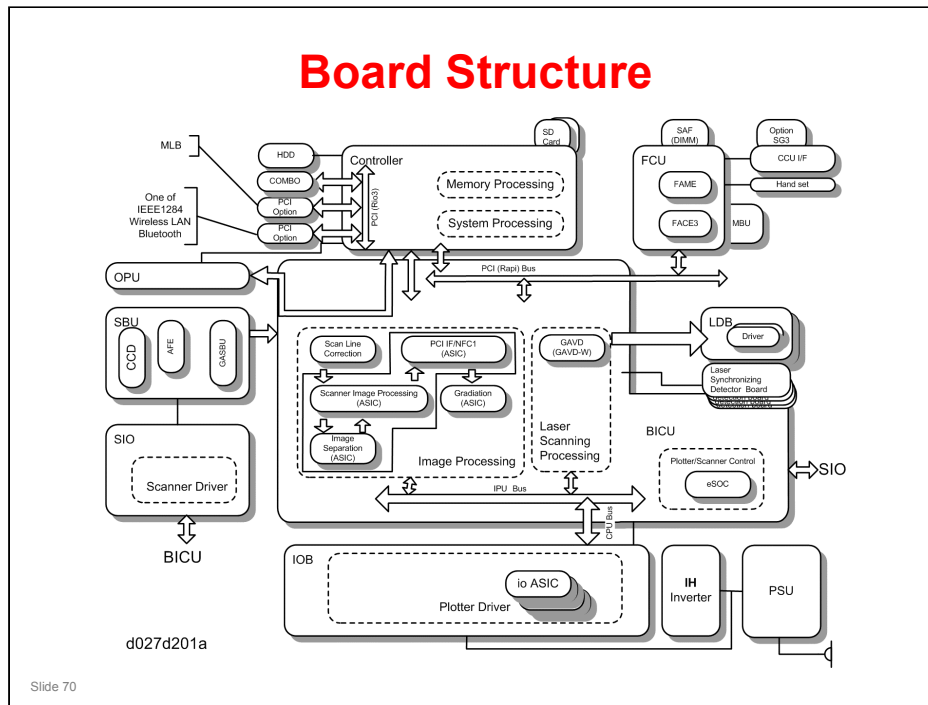 Board Structure
MLB
One of
IEEE1284
Wireless LAN
Bluetooth
HDD
COMBO
PCI
Option
PCI
Option
Controller
PCI (Rio3)
SD
Card
Memory Processing
System Processing
SAF
(DIMM)
Option
SG3
FCU
CCU I/F
FAME
Hand set
FACE3
MBU
OPU
PCI (Rapi) Bus
SBU
CCD
AFE
GASBU
Scan Line
Correction
PCI IF/NFC1
(ASIC)
Scanner Image Processing
(ASIC)
Gradiation
(ASIC)
Image
Separation
(ASIC)
Image Processing
GAVD
(GAVD-W)
Laser
Scanning
Processing
LDB
Driver
Laser
Synchronizing
Detector Board
BICU
Plotter/Scanner Control
eSOC
SIO
SIO
Scanner Driver
BICU
IPU Bus
CPU Bus
IOB
io ASIC
Plotter Driver
IH
Inverter
PSU
d027d201a
Slide 70